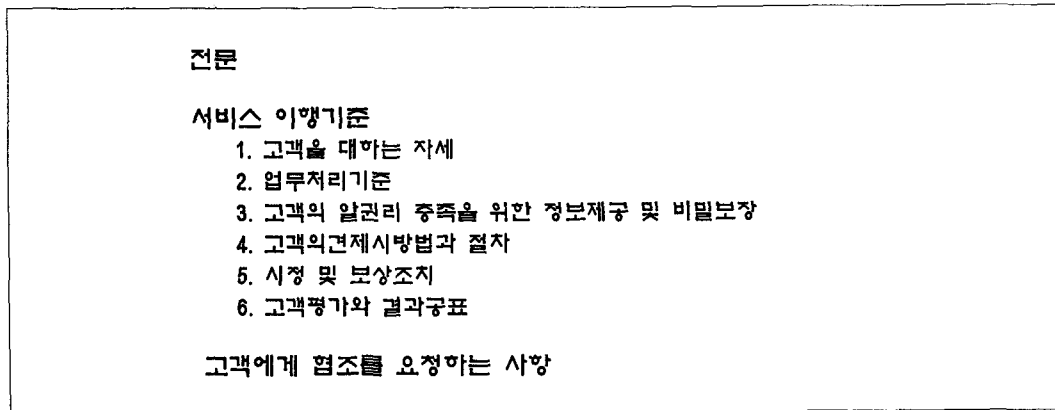 전문
서비스 이행기준
1. 고객을 대하는 자세
2. 업무처리기준
3. 고객의 알권리 충족을 위한 정보제공 및 비밀보장
4. 고객의견제시방법과 절차
5. 시정 및 보상조치
6. 고객평가와 결과공표
고객에게 협조를 요청하는 사항